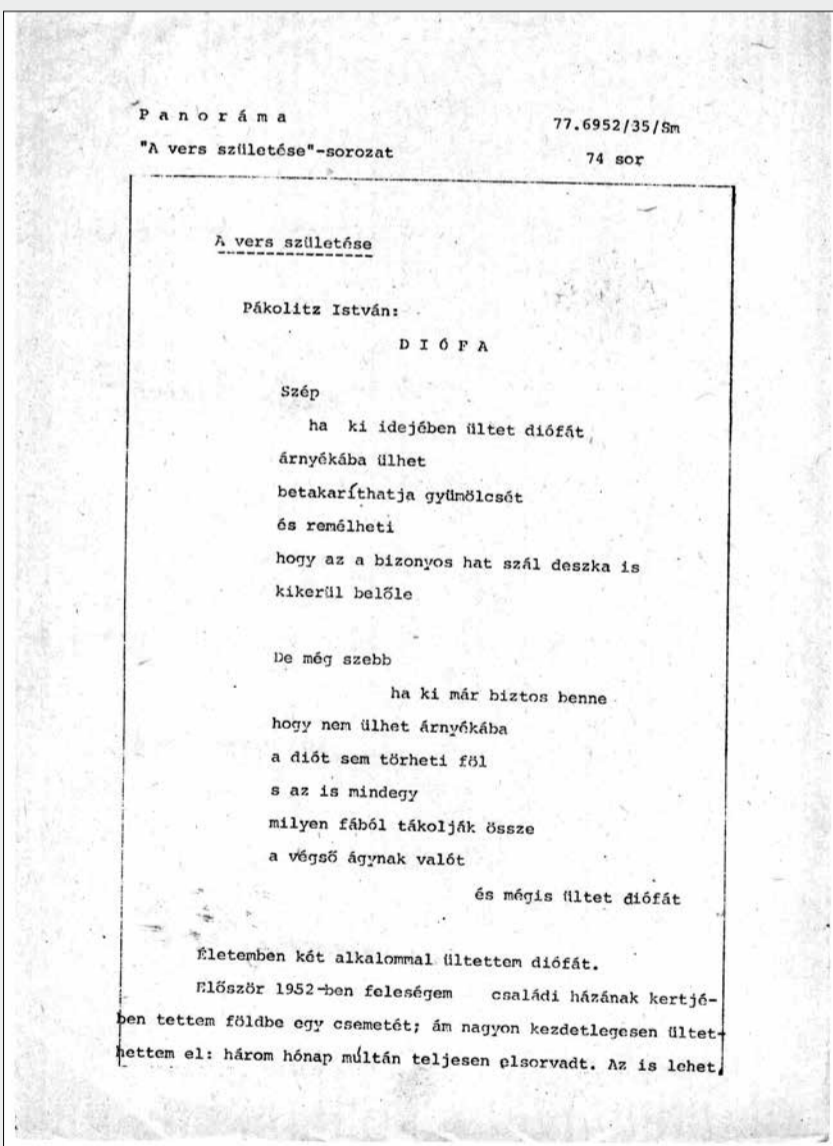 P a n o r á m a
77.6952/35/Sm
"A vers születése"-sorozat
74 sor
A vers születése
Pákolitz István:
D I Ó F A
Szép
ha ki idejében ültet diófát
árnyékába ülhet
betakaríthatja gyümölcsét
és remélheti
hogy az a bizonyos hat szál deszka is
kikerül belőle
De még szebb
ha ki már biztos benne
hogy nem ülhet árnyékába
a diót sem törheti föl
s az is mindegy
milyen fából tákolják össze
a végső ágynak valót
és mégis ültet diófát
Életemben két alkalommal ültettem diófát.
Először 1952-ben feleségem családi házának kertjé-
ben tettem földbe egy csemetét; ám nagyon kezdetlegesen ültet-
hettem el: három hónap múltán teljesen elsorvadt. Az is lehet,